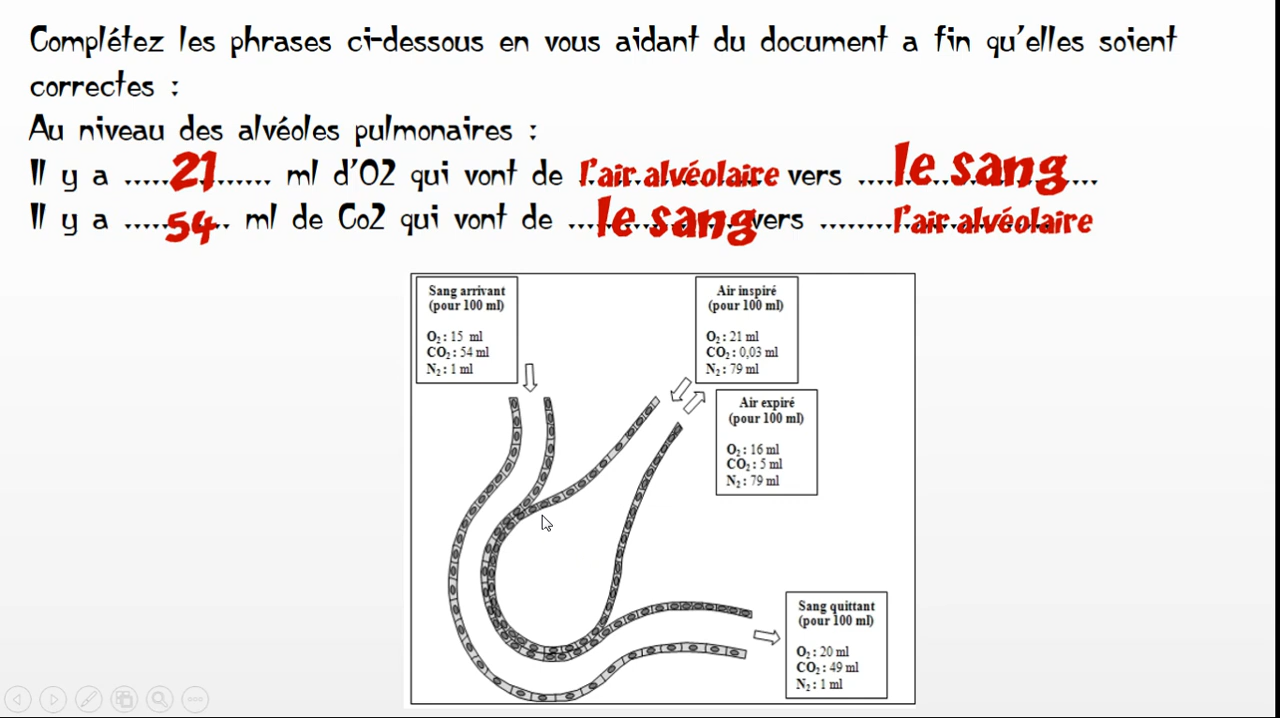 Complétez les phrases ci-dessous en vous aidant du document a fin qu'elles soient
correctes :
Au niveau des alvéoles pulmonaires :
Il y a .....21...... ml d'O2 qui vont de l'air alvéolaire vers ....le sang....
Il y a .....54.. ml de Co2 qui vont de ...le sang vers ........l'air alvéolaire
Sang arrivant
(pour 100 ml)
O₂ : 15 ml
CO₂ : 54 ml
N₂ : 1 ml
Air inspiré
(pour 100 ml)
O₂ : 21 ml
CO₂ : 0,03 ml
N₂ : 79 ml
Air expiré
(pour 100 ml)
O₂ : 16 ml
CO₂ : 5 ml
N₂ : 79 ml
Sang quittant
(pour 100 ml)
O₂ : 20 ml
CO₂ : 49 ml
N₂ : 1 ml